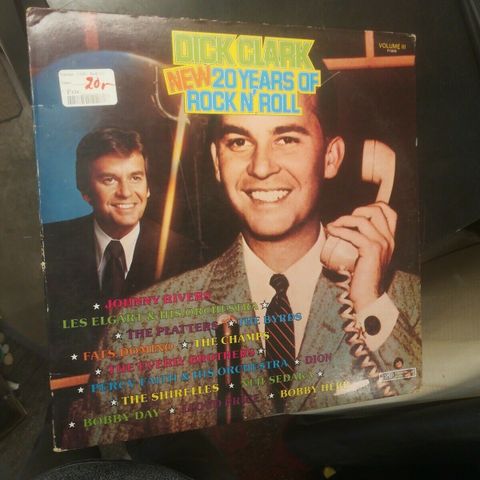 DICK CLARK
VOLUME III
NEW 20 YEARS OF
ROCK N' ROLL
20:-
JOHNNY RIVERS
LES ELGART & HIS ORCHESTRA
THE PLATTERS THE BYRDS
FATS DOMINO THE CHAMPS
THE EVERLY BROTHERS
PERCY FAITH & HIS ORCHESTRA DION
THE SHIRELLES NEIL SEDAKA
BOBBY DAY LLOYD PRICE BOBBY